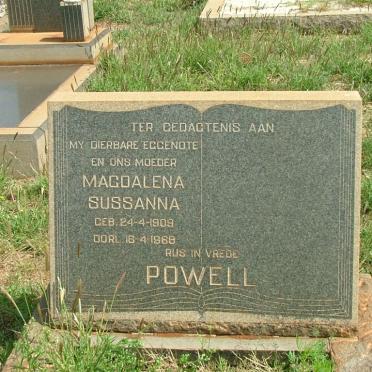 TER GEDAGTENIS AAN
MY DIERBARE EGGENOTE
EN ONS MOEDER
MAGDALENA
SUSSANNA
GEB. 24-4-1909
OORL. 16-4-1968
RUS IN VREDE
POWELL